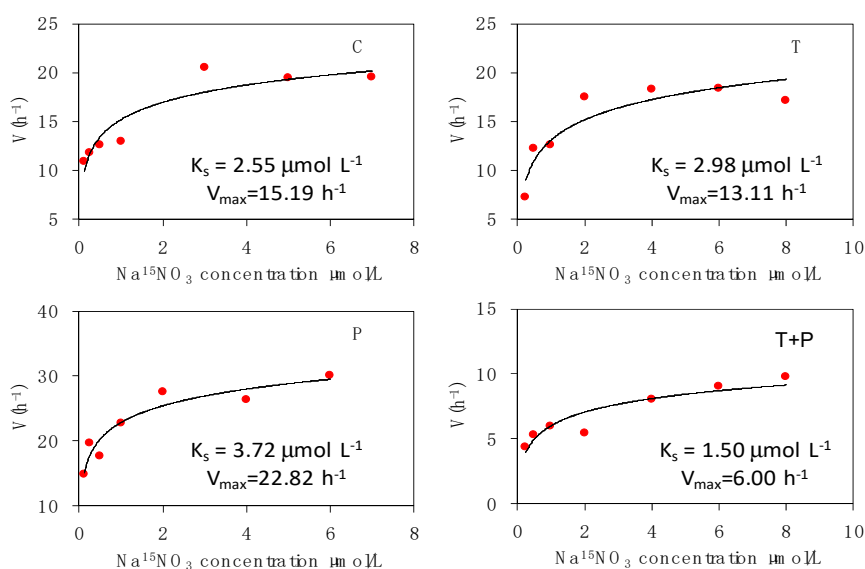 25
20
15
10
5
V (h⁻¹)
C
Kₛ = 2.55 μmol L⁻¹
Vₘₐₓ=15.19 h⁻¹
0 2 4 6 8
Na¹⁵NO₃ concentration μmol/L
25
20
15
10
5
V (h⁻¹)
T
Kₛ = 2.98 μmol L⁻¹
Vₘₐₓ=13.11 h⁻¹
0 2 4 6 8 10
Na¹⁵NO₃ concentration μmol/L
40
30
20
10
V (h⁻¹)
P
Kₛ = 3.72 μmol L⁻¹
Vₘₐₓ=22.82 h⁻¹
0 2 4 6 8
Na¹⁵NO₃ concentration μmol/L
15
10
5
0
V (h⁻¹)
T+P
Kₛ = 1.50 μmol L⁻¹
Vₘₐₓ=6.00 h⁻¹
0 2 4 6 8 10
Na¹⁵NO₃ concentration μmol/L